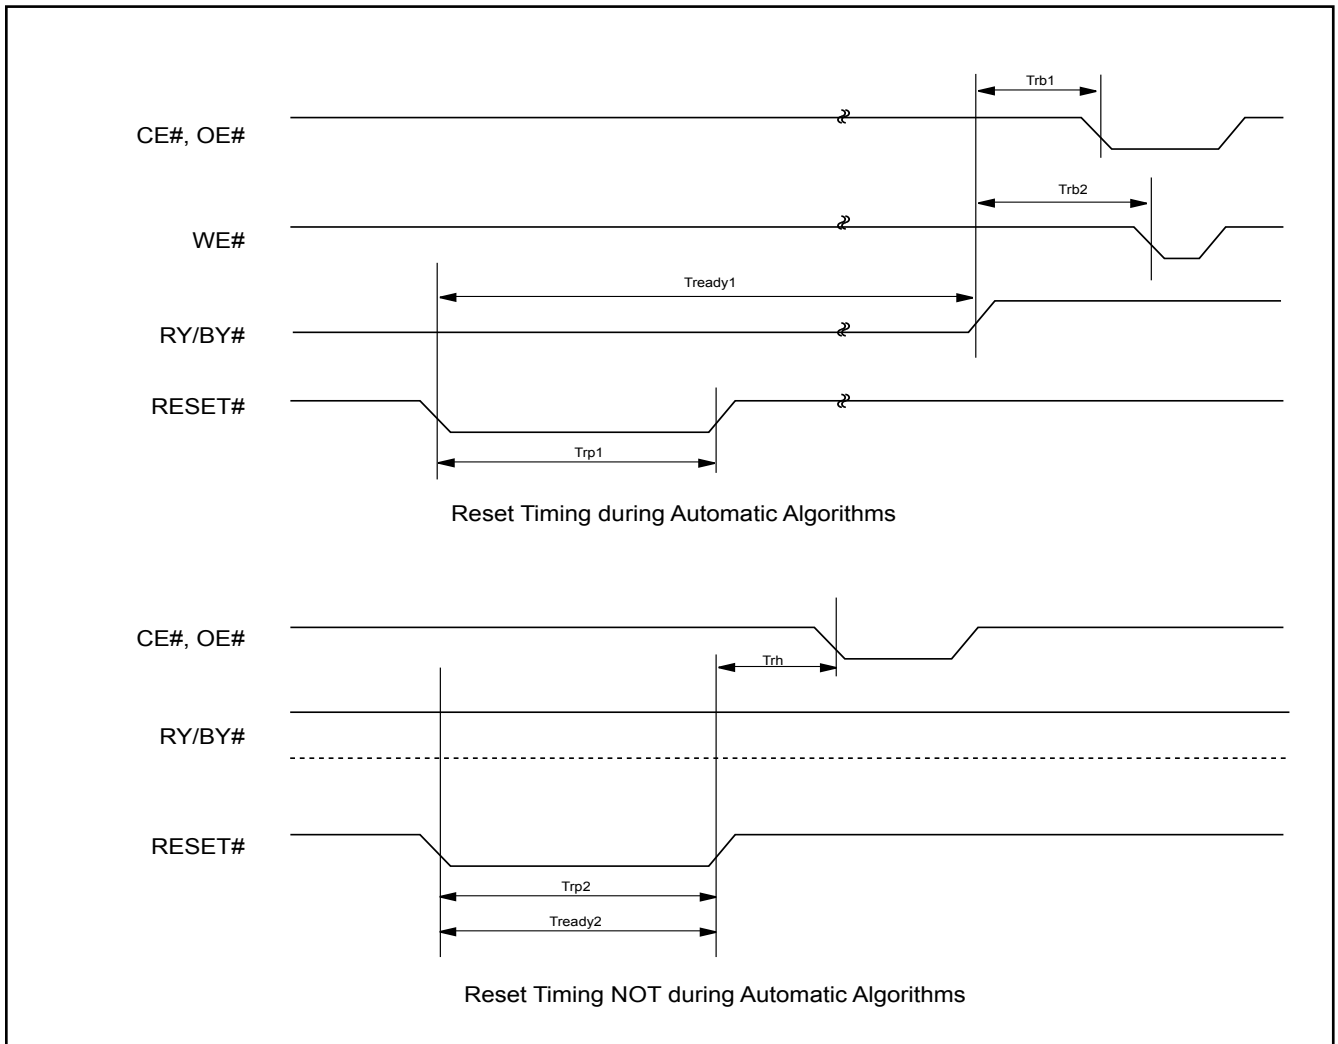 Trb1
CE#, OE#
Trb2
WE#
Tready1
RY/BY#
RESET#
Trp1
Reset Timing during Automatic Algorithms
CE#, OE#
Trh
RY/BY#
RESET#
Trp2
Tready2
Reset Timing NOT during Automatic Algorithms